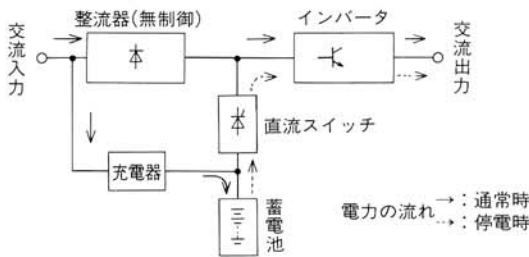 整流器(無制御)
インバータ
交流入力
交流出力
直流スイッチ
充電器
蓄電池
電力の流れ
→:通常時
⇢:停電時